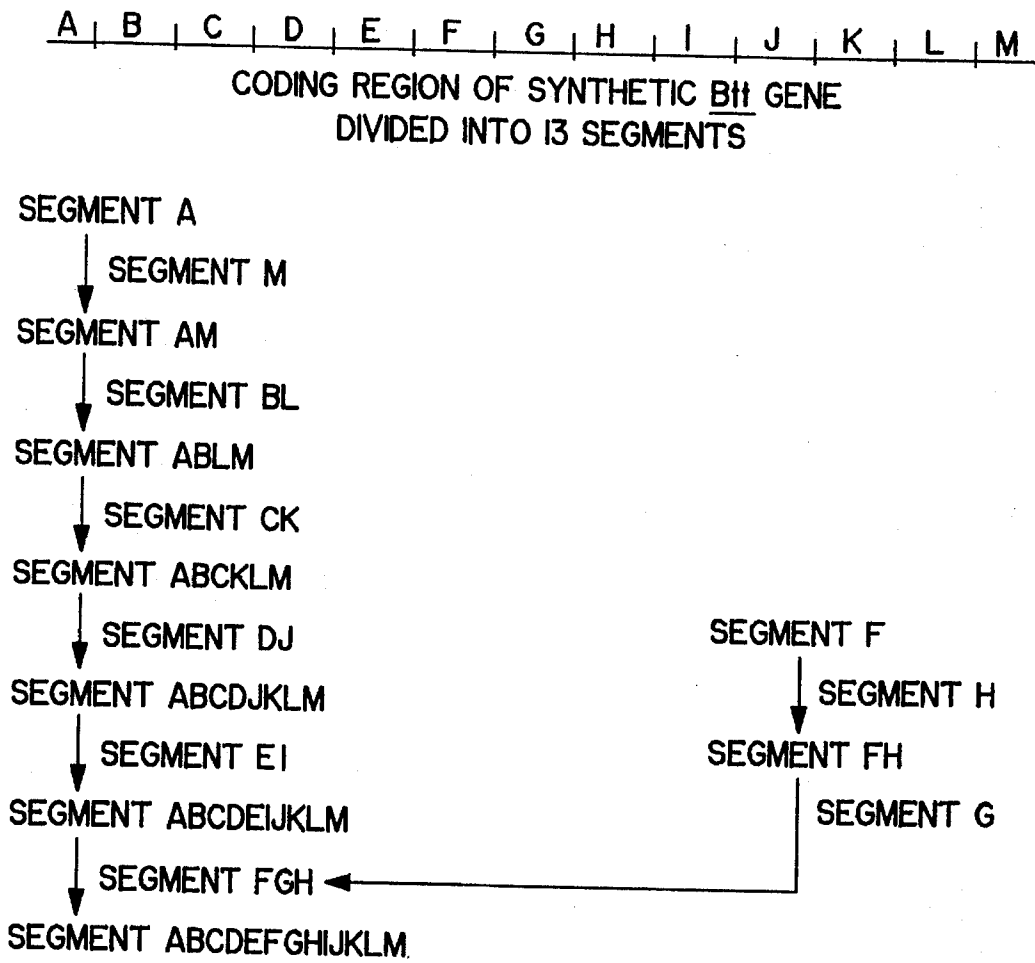 A B C D E F G H I J K L M
CODING REGION OF SYNTHETIC Btt GENE
DIVIDED INTO 13 SEGMENTS
SEGMENT A
SEGMENT M
SEGMENT AM
SEGMENT BL
SEGMENT ABLM
SEGMENT CK
SEGMENT ABCKLM
SEGMENT DJ
SEGMENT ABCDJKLM
SEGMENT EI
SEGMENT ABCDEIJKLM
SEGMENT F
SEGMENT H
SEGMENT FH
SEGMENT G
SEGMENT FGH
SEGMENT ABCDEFGHIJKLM